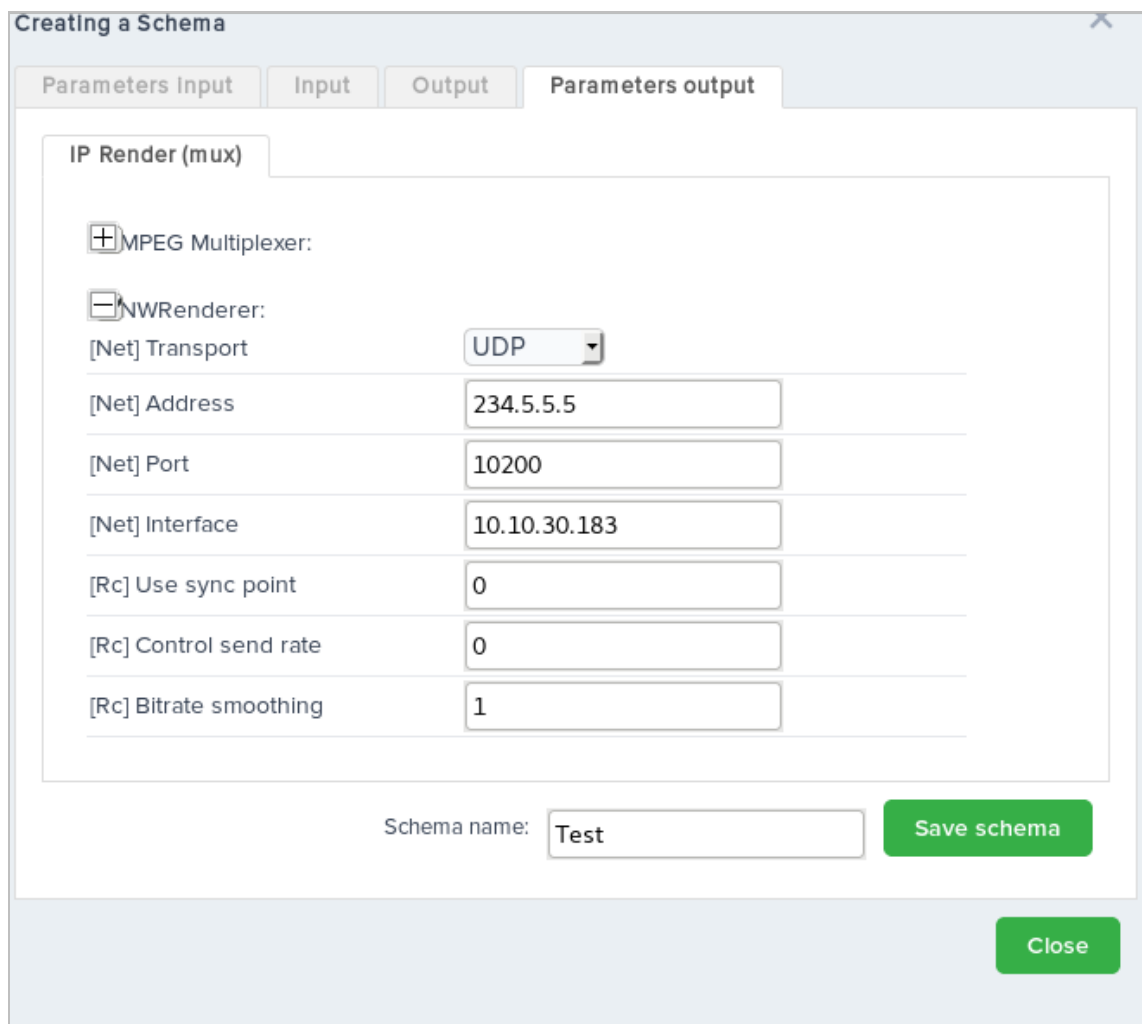 Creating a Schema
Parameters Input Input Output Parameters output
IP Render (mux)
MPEG Multiplexer:
NWRenderer:
[Net] Transport UDP
[Net] Address 234.5.5.5
[Net] Port 10200
[Net] Interface 10.10.30.183
[Rc] Use sync point 0
[Rc] Control send rate 0
[Rc] Bitrate smoothing 1
Schema name: Test Save schema
Close